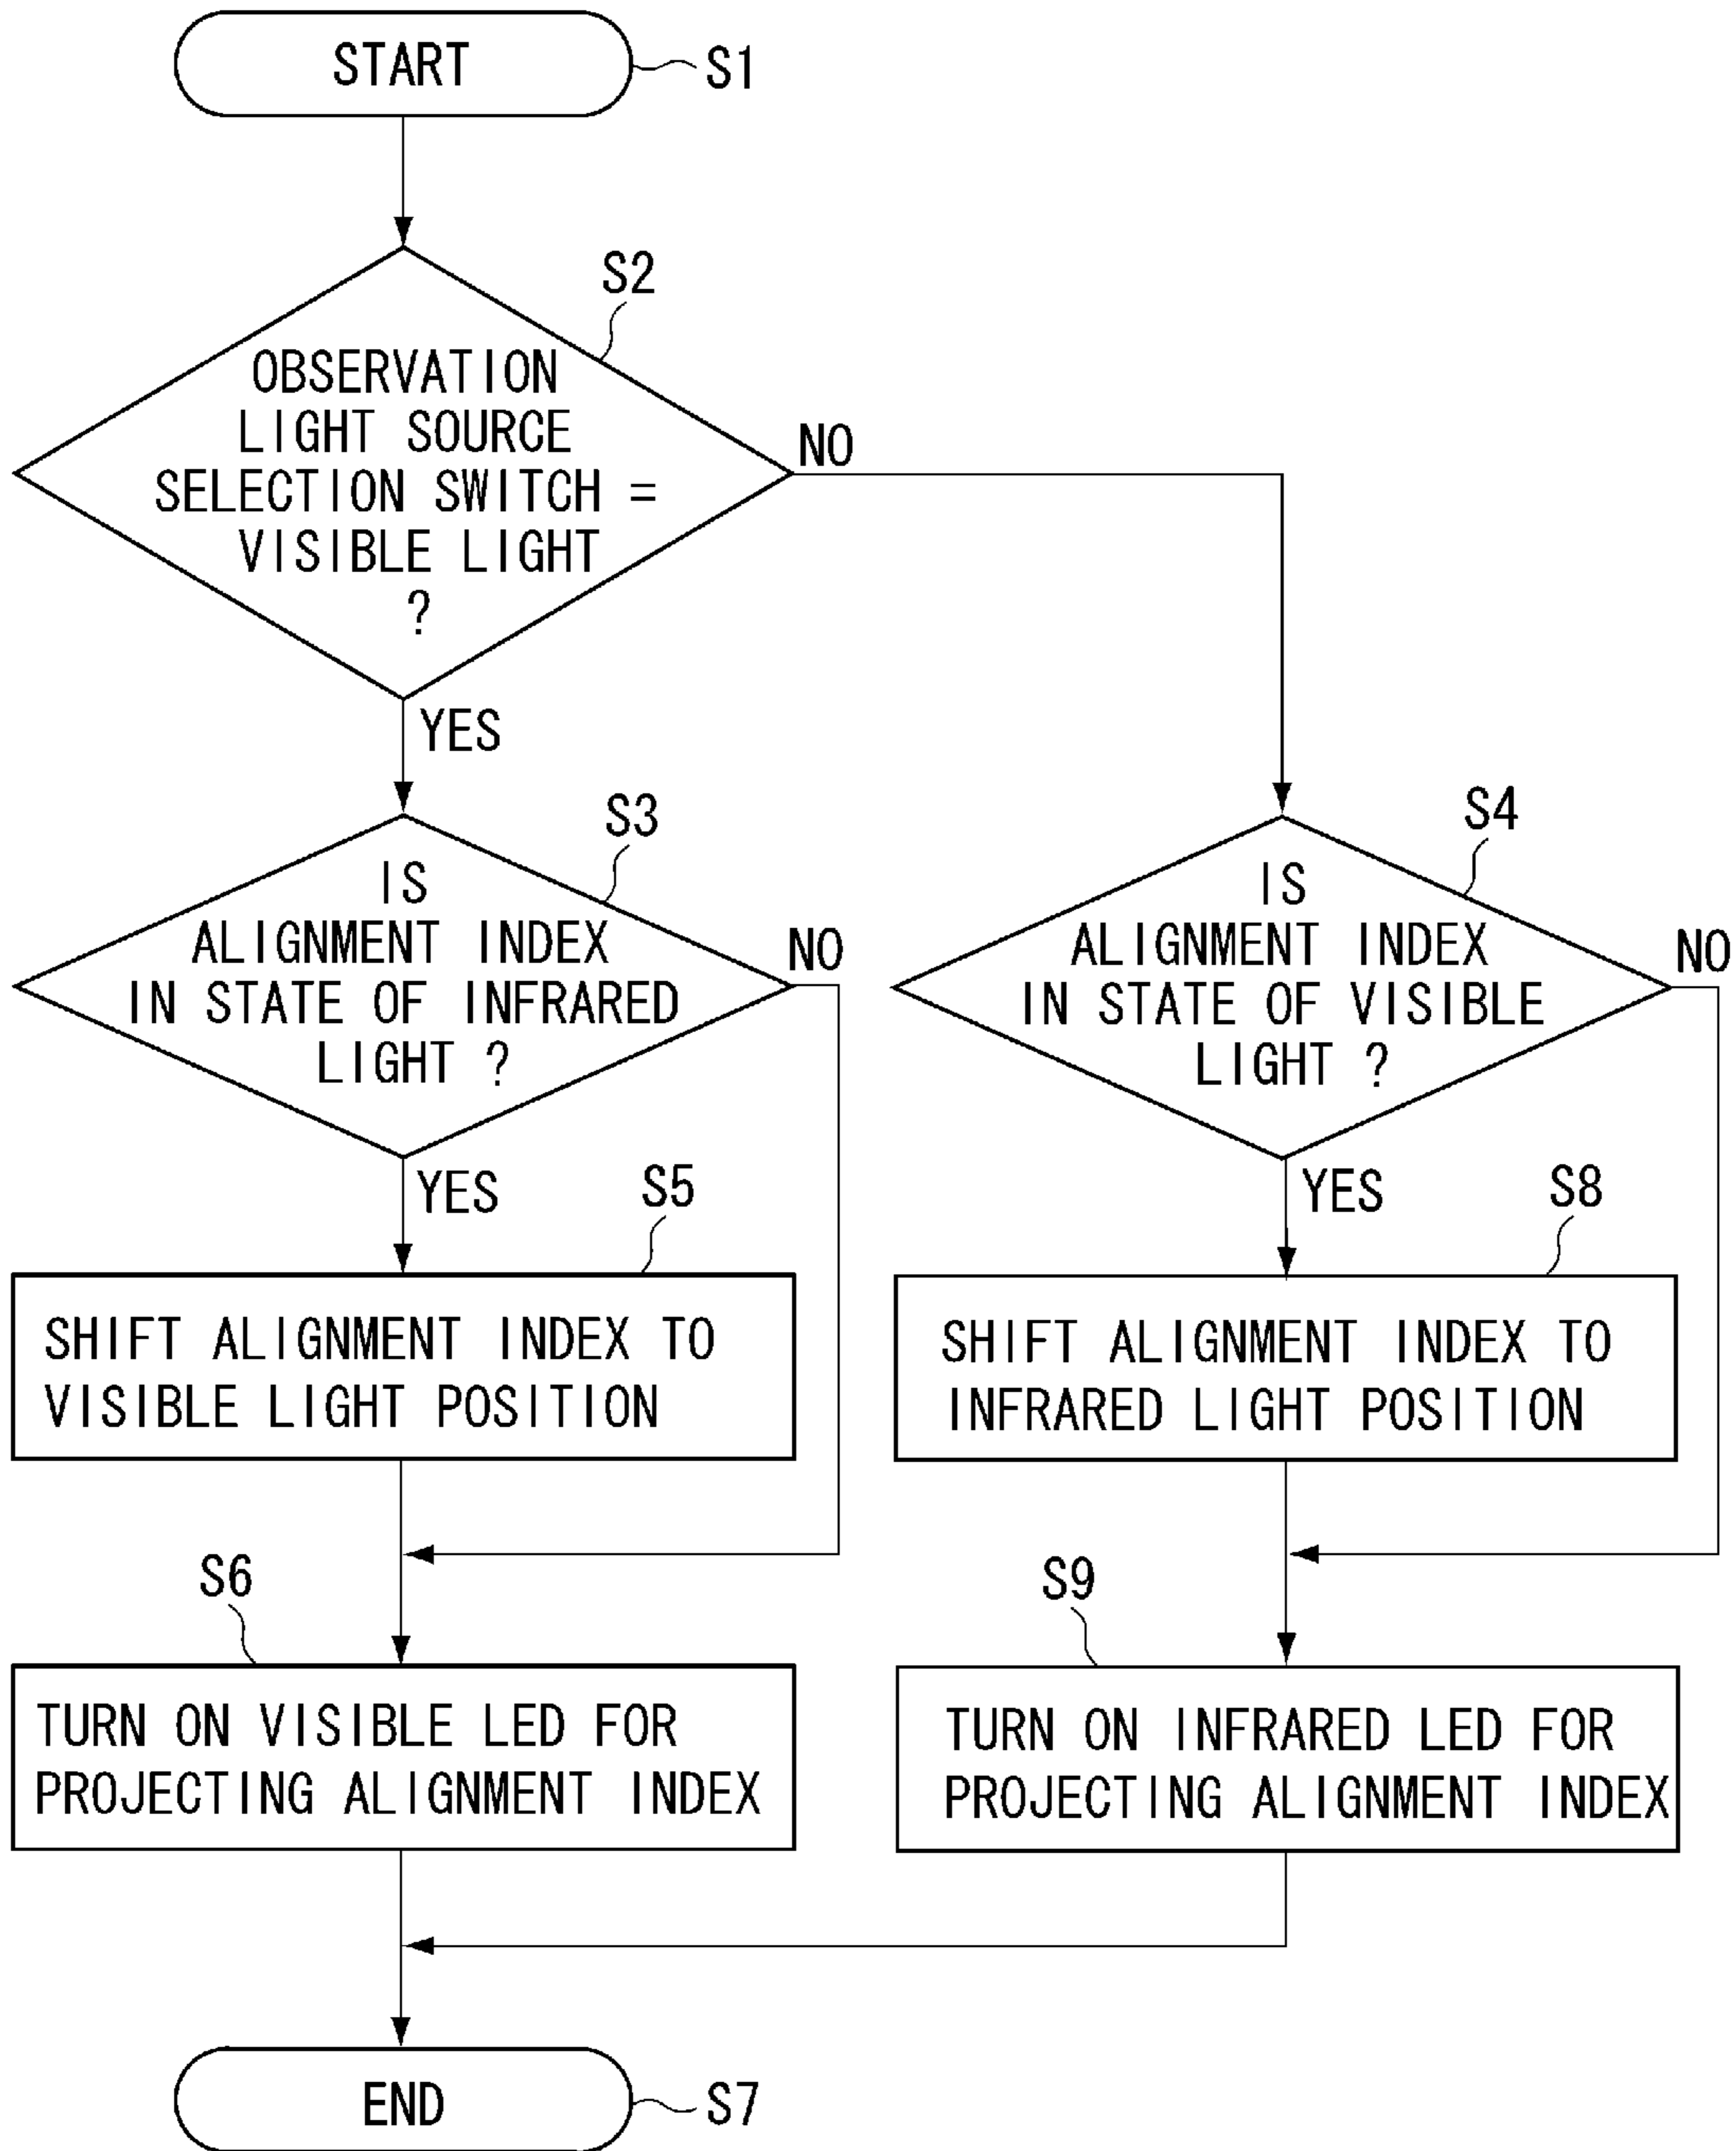 START
S1
S2
OBSERVATION
LIGHT SOURCE
SELECTION SWITCH =
VISIBLE LIGHT
?
NO
YES
S3
IS
ALIGNMENT INDEX
IN STATE OF INFRARED
LIGHT ?
NO
YES
S4
IS
ALIGNMENT INDEX
IN STATE OF VISIBLE
LIGHT ?
NO
YES
S5
SHIFT ALIGNMENT INDEX TO
VISIBLE LIGHT POSITION
S8
SHIFT ALIGNMENT INDEX TO
INFRARED LIGHT POSITION
S6
TURN ON VISIBLE LED FOR
PROJECTING ALIGNMENT INDEX
S9
TURN ON INFRARED LED FOR
PROJECTING ALIGNMENT INDEX
END
S7